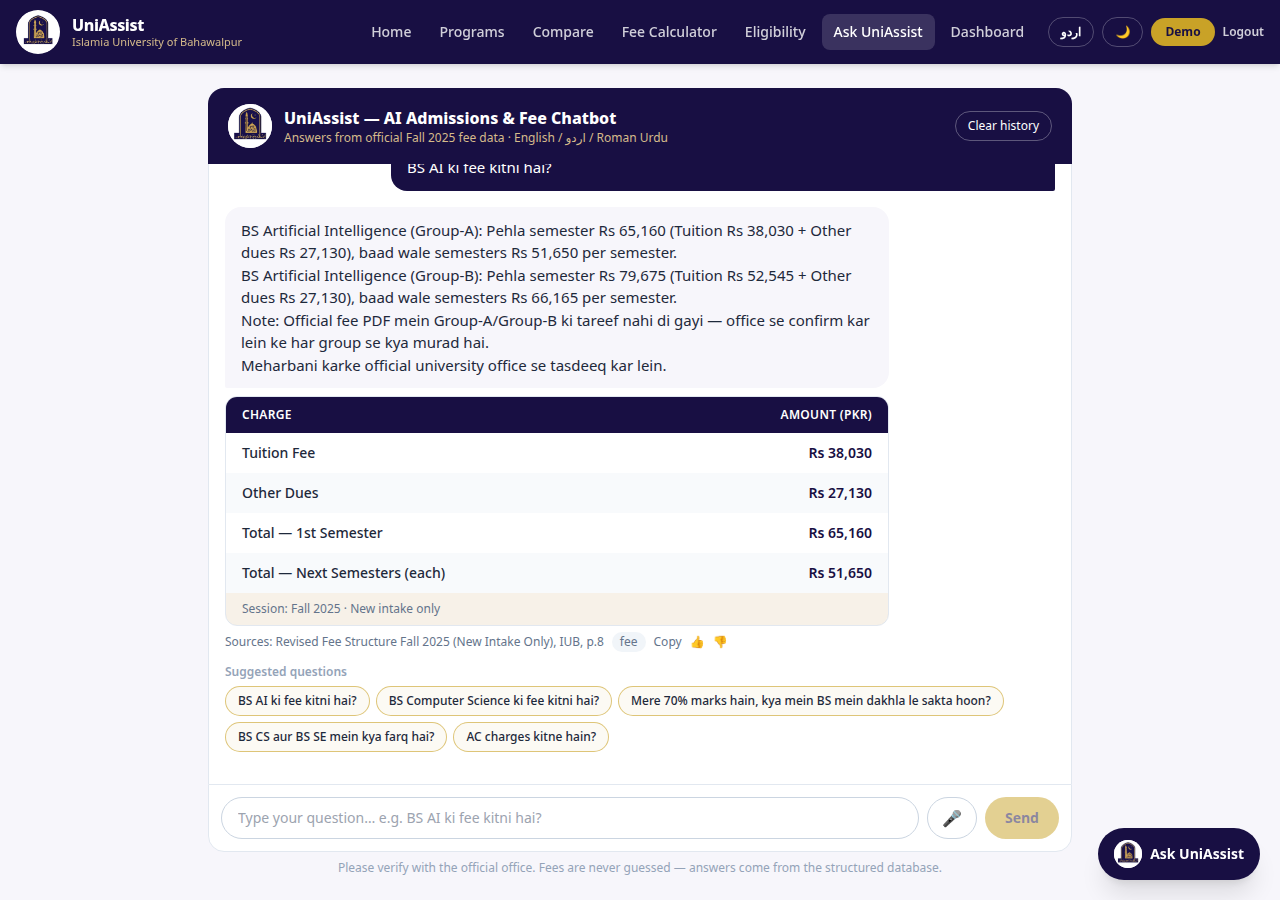 UniAssist
Islamia University of Bahawalpur
Home
Programs
Compare
Fee Calculator
Eligibility
Ask UniAssist
Dashboard
اردو
Demo
Logout
UniAssist — AI Admissions & Fee Chatbot
Answers from official Fall 2025 fee data · English / اردو / Roman Urdu
Clear history
BS AI ki fee kitni hai?
BS Artificial Intelligence (Group-A): Pehla semester Rs 65,160 (Tuition Rs 38,030 + Other
dues Rs 27,130), baad wale semesters Rs 51,650 per semester.
BS Artificial Intelligence (Group-B): Pehla semester Rs 79,675 (Tuition Rs 52,545 + Other
dues Rs 27,130), baad wale semesters Rs 66,165 per semester.
Note: Official fee PDF mein Group-A/Group-B ki tareef nahi di gayi — office se confirm kar
lein ke har group se kya murad hai.
Meharbani karke official university office se tasdeeq kar lein.
CHARGE AMOUNT (PKR)
Tuition Fee Rs 38,030
Other Dues Rs 27,130
Total — 1st Semester Rs 65,160
Total — Next Semesters (each) Rs 51,650
Session: Fall 2025 · New intake only
Sources: Revised Fee Structure Fall 2025 (New Intake Only), IUB, p.8 fee Copy 👍 👎
Suggested questions
BS AI ki fee kitni hai?
BS Computer Science ki fee kitni hai?
Mere 70% marks hain, kya mein BS mein dakhla le sakta hoon?
BS CS aur BS SE mein kya farq hai?
AC charges kitne hain?
Type your question... e.g. BS AI ki fee kitni hai?
Send
Please verify with the official office. Fees are never guessed — answers come from the structured database.
Ask UniAssist